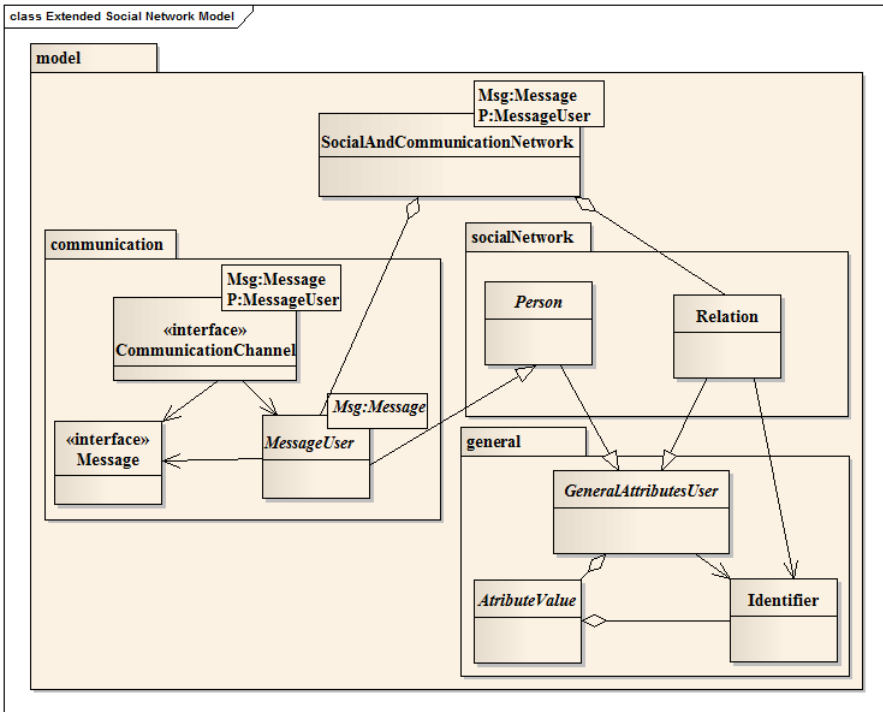 class Extended Social Network Model
model
Msg:Message
P:MessageUser
SocialAndCommunicationNetwork
communication
Msg:Message
P:MessageUser
«interface»
CommunicationChannel
Msg:Message
MessageUser
«interface»
Message
socialNetwork
Person
Relation
general
GeneralAttributesUser
AtributeValue
Identifier